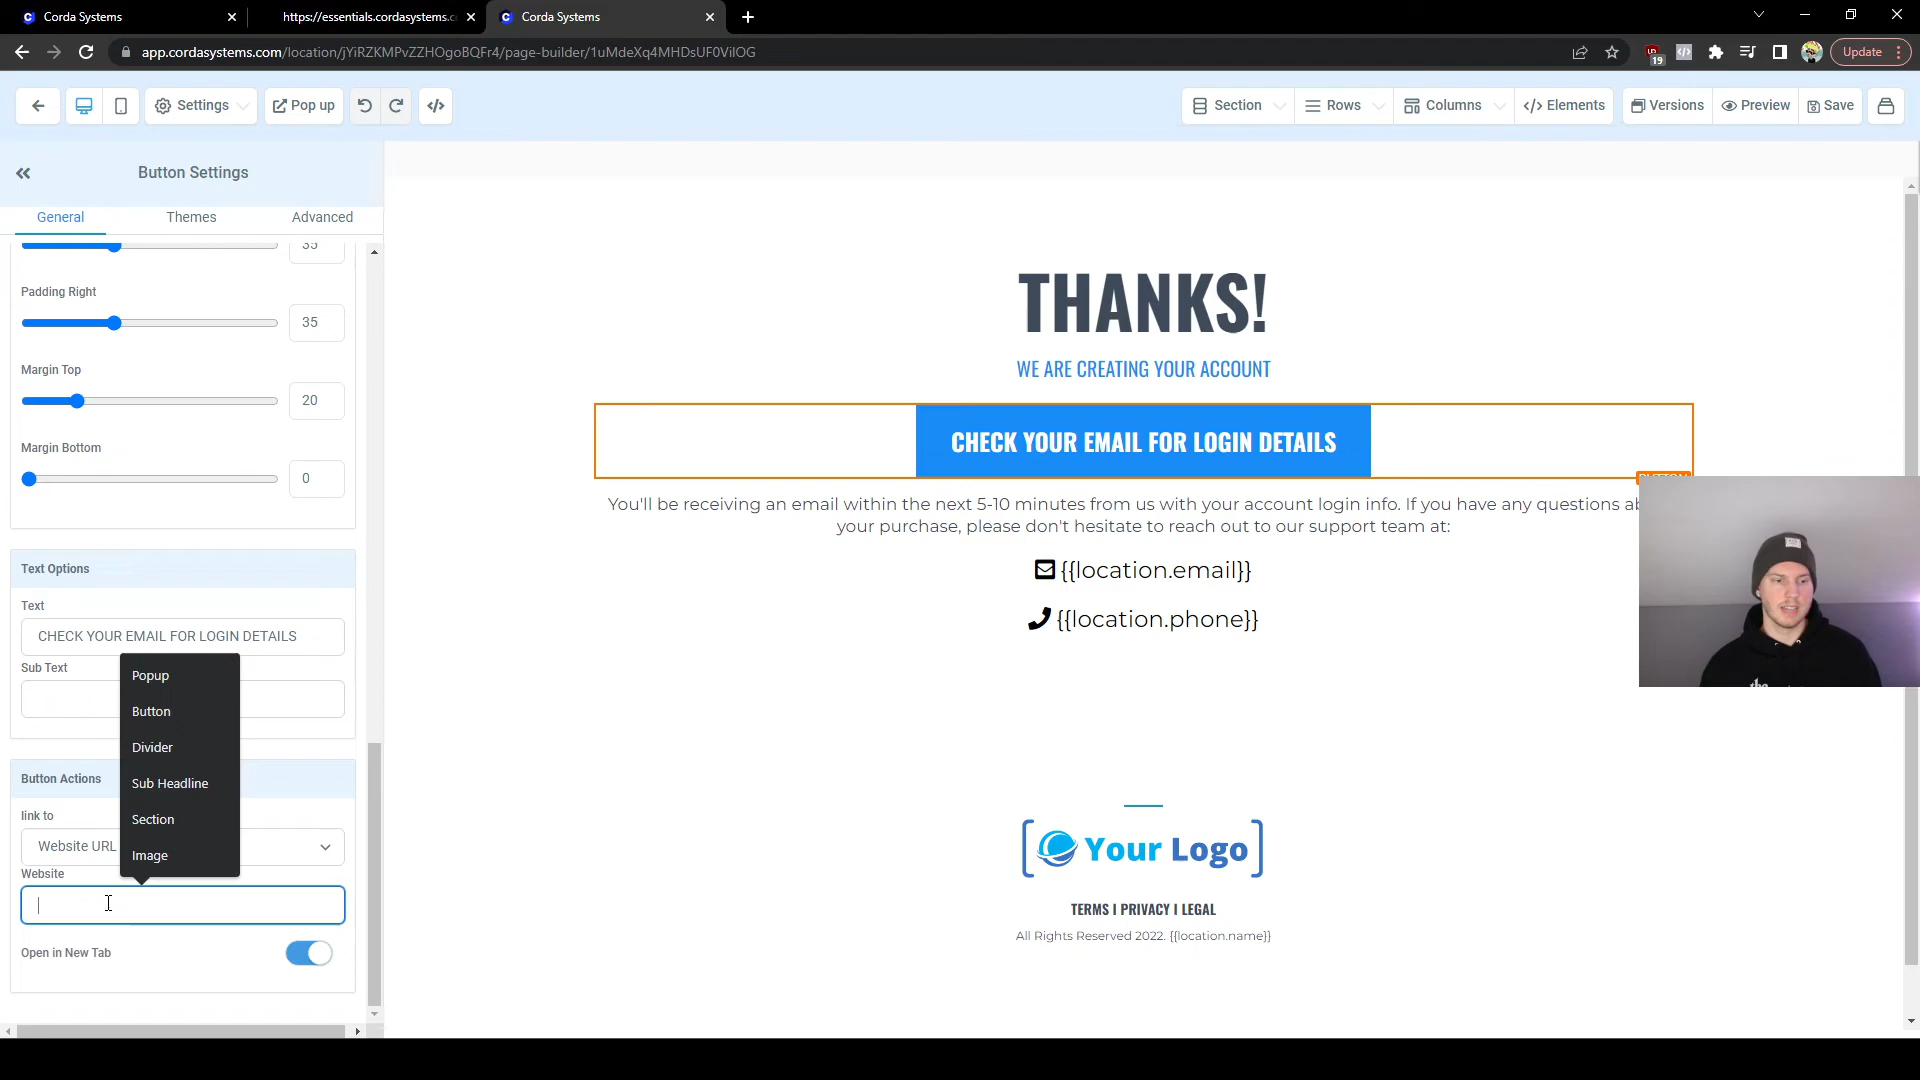 Corda Systems
https://essentials.cordasystems.c
Corda Systems
app.cordasystems.com/location/jYiRZKMPvZZHOgoBQFr4/page-builder/1uMdeXq4MHDsUF0VilOG
19
Update
Settings
Pop up
Section
Rows
Columns
</> Elements
Versions
Preview
Save
Button Settings
General
Themes
Advanced
35
Padding Right
35
Margin Top
20
Margin Bottom
0
Text Options
Text
CHECK YOUR EMAIL FOR LOGIN DETAILS
Sub Text
Popup
Button
Divider
Sub Headline
Section
Image
Button Actions
link to
Website URL
Website
Open in New Tab
THANKS!
WE ARE CREATING YOUR ACCOUNT
CHECK YOUR EMAIL FOR LOGIN DETAILS
You'll be receiving an email within the next 5-10 minutes from us with your account login info. If you have any questions
your purchase, please don't hesitate to reach out to our support team at:
{{location.email}}
{{location.phone}}
Your Logo
TERMS I PRIVACY I LEGAL
All Rights Reserved 2022. {{location.name}}